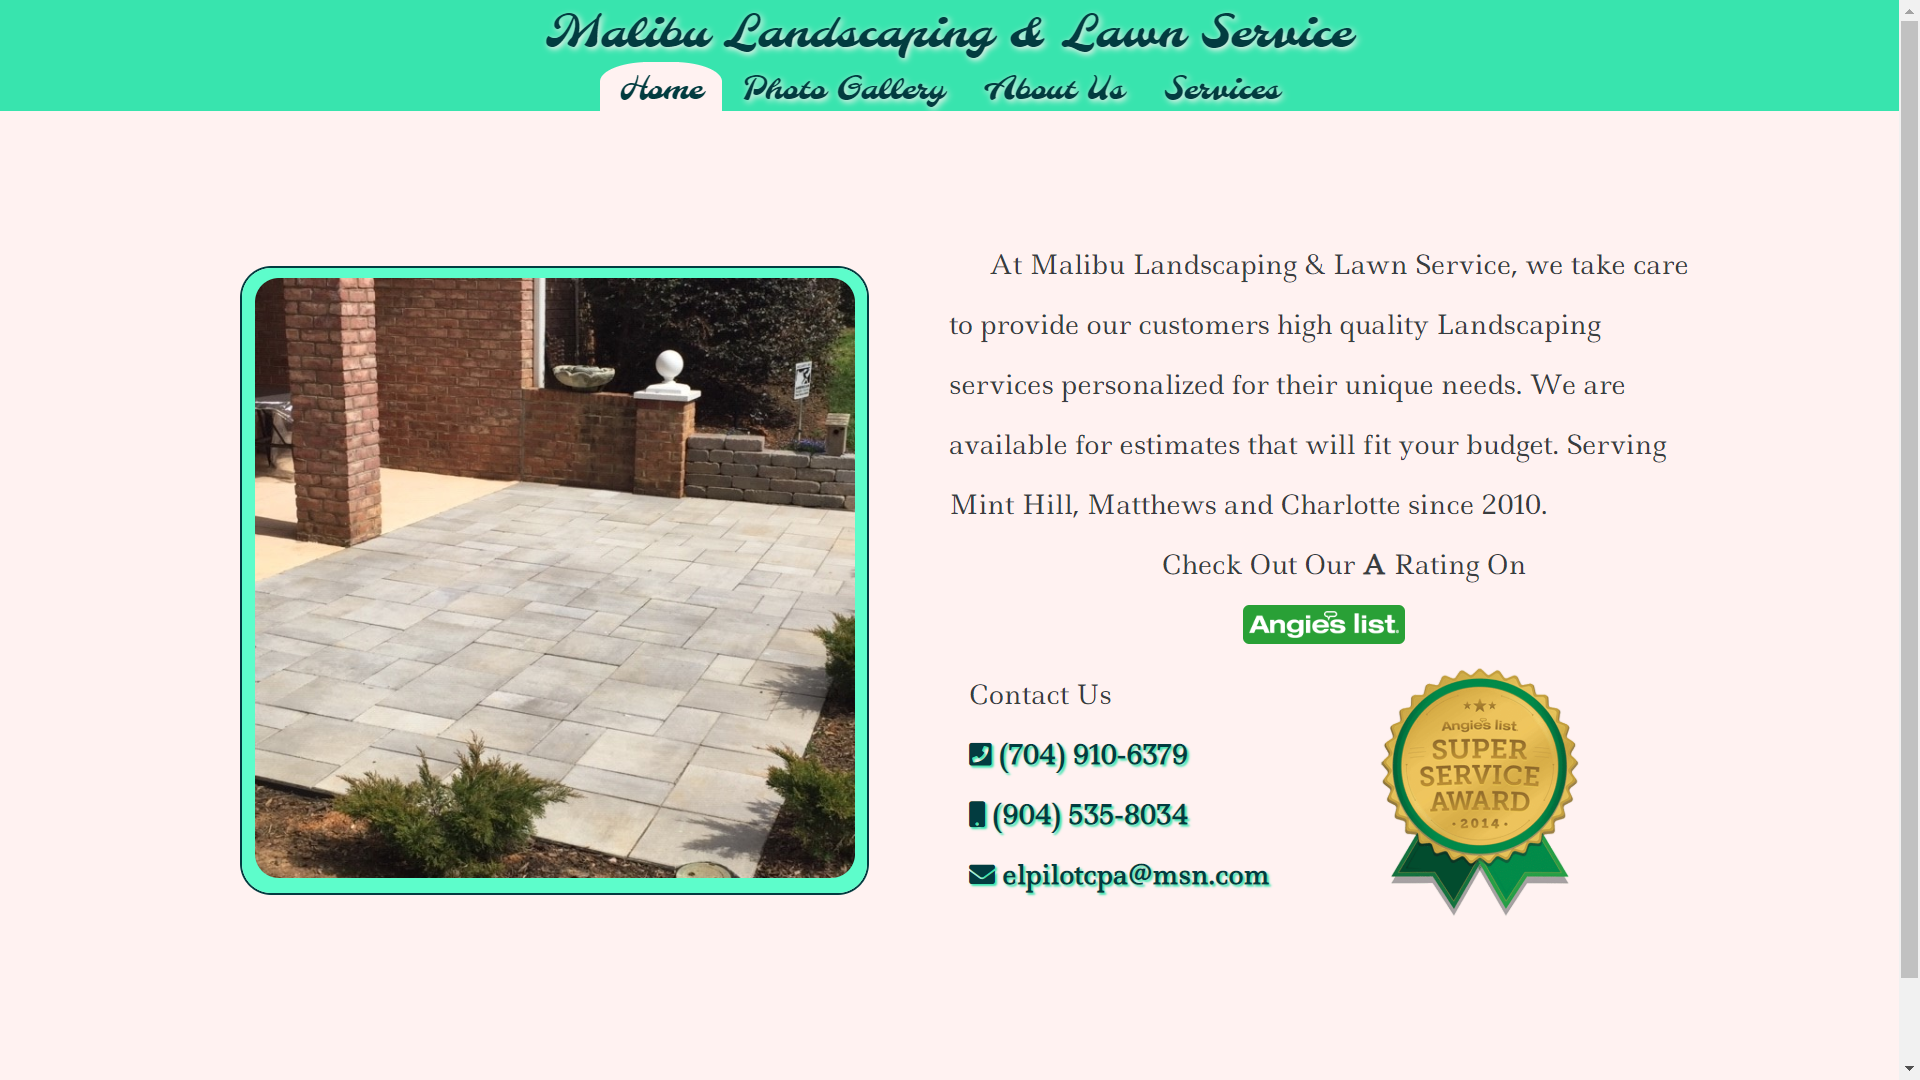 Malibu Landscaping & Lawn Service
Home Photo Gallery About Us Services
At Malibu Landscaping & Lawn Service, we take care
to provide our customers high quality Landscaping
services personalized for their unique needs. We are
available for estimates that will fit your budget. Serving
Mint Hill, Matthews and Charlotte since 2010.
Check Out Our A Rating On
Angie's list.
Contact Us
(704) 910-6379
(904) 535-8034
elpilotcpa@msn.com
Angie's list
SUPER
SERVICE
AWARD
·2014·